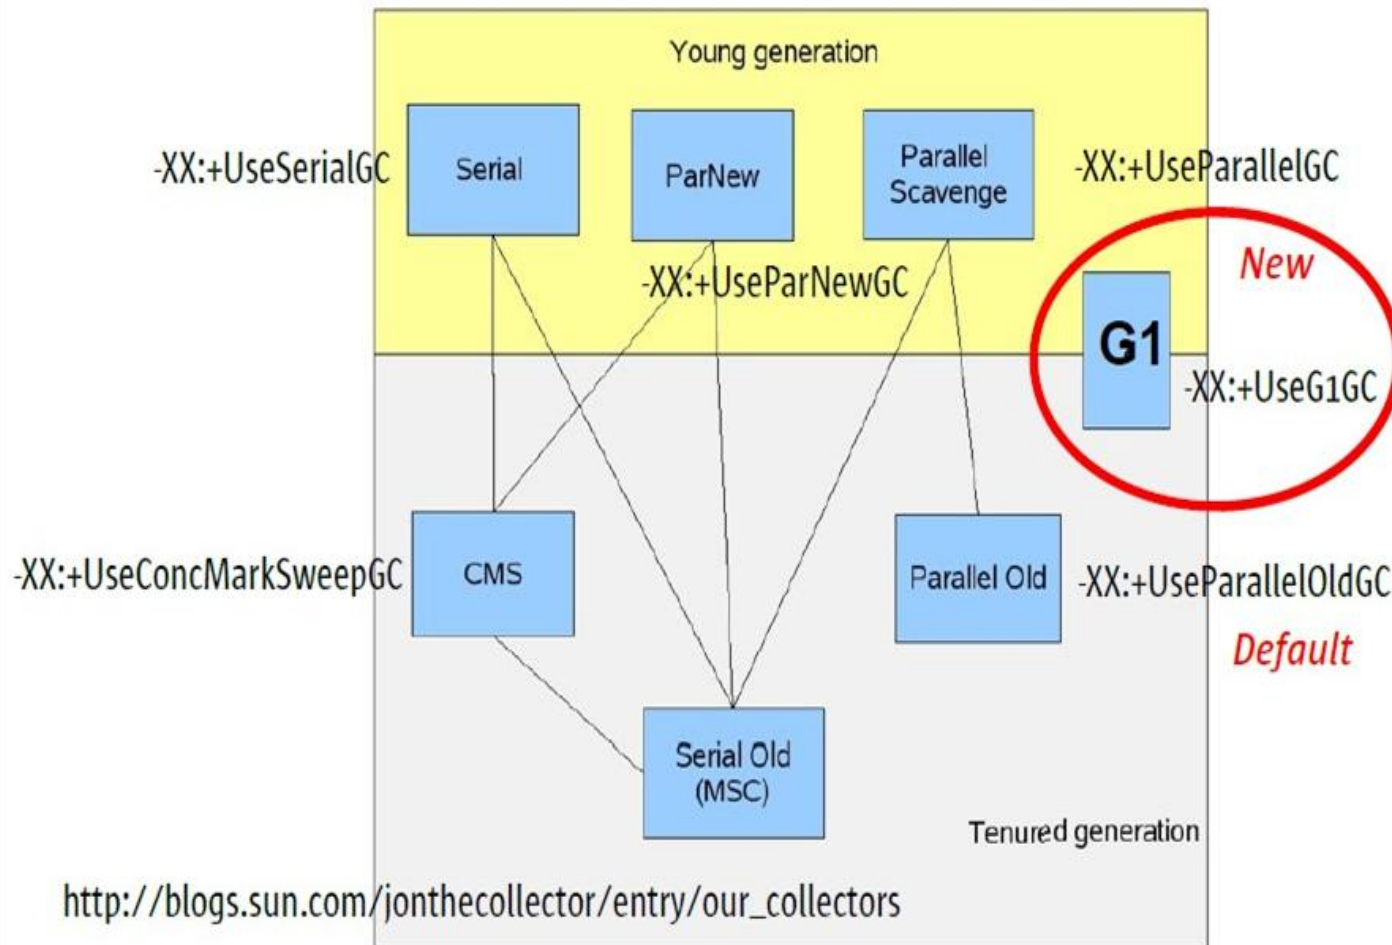 Young generation
-XX:+UseSerialGC
Serial
ParNew
Parallel
Scavenge
-XX:+UseParallelGC
-XX:+UseParNewGC
New
G1
-XX:+UseG1GC
-XX:+UseConcMarkSweepGC
CMS
Parallel Old
-XX:+UseParallelOldGC
Default
Serial Old
(MSC)
Tenured generation
http://blogs.sun.com/jonthecollector/entry/our_collectors